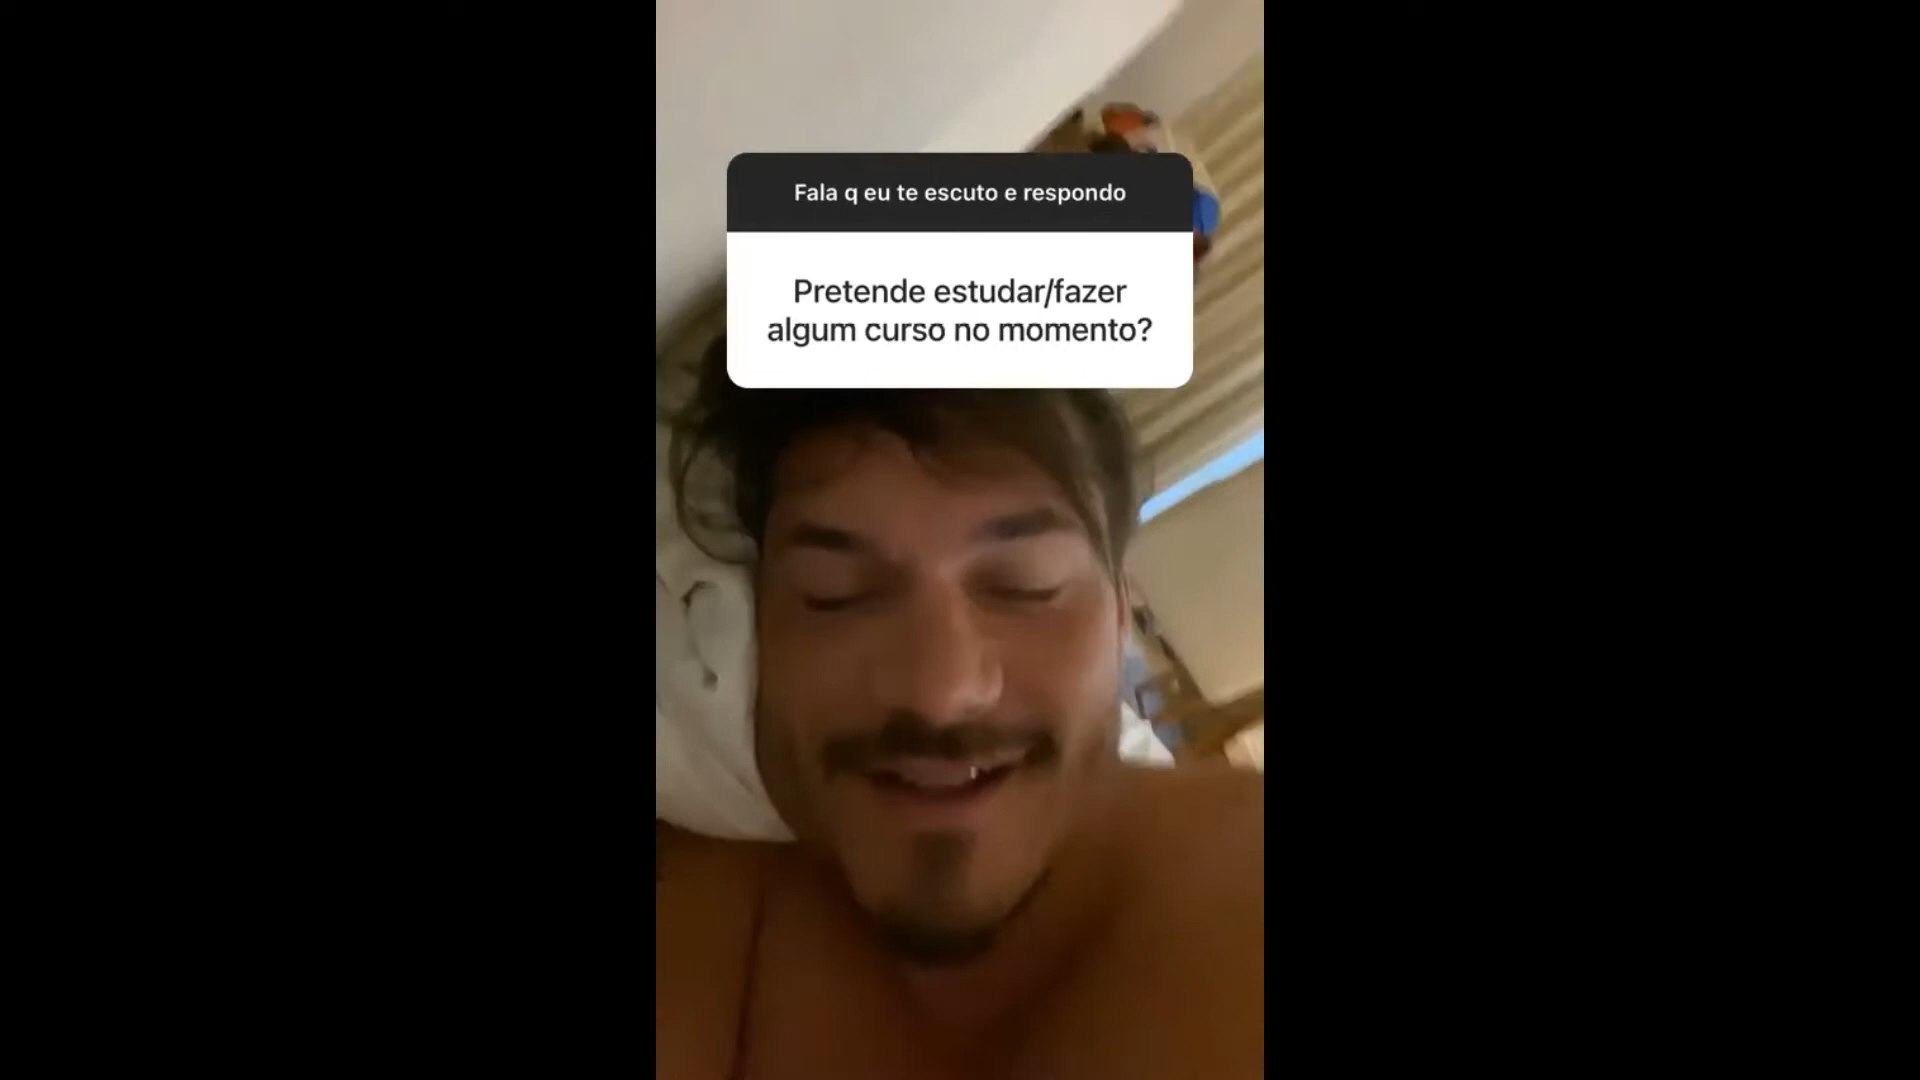 Fala q eu te escuto e respondo
Pretende estudar/fazer
algum curso no momento?